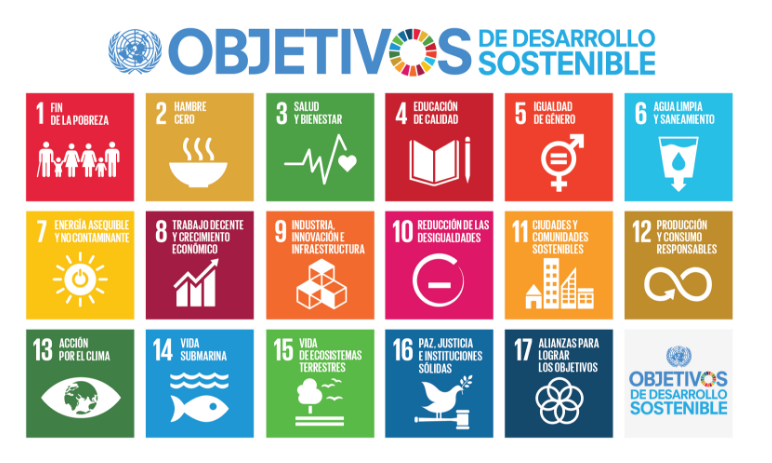 OBJETIVOS DE DESARROLLO
SOSTENIBLE
1 FIN
DE LA POBREZA
2 HAMBRE
CERO
3 SALUD
Y BIENESTAR
4 EDUCACIÓN
DE CALIDAD
5 IGUALDAD
DE GÉNERO
6 AGUA LIMPIA
Y SANEAMIENTO
7 ENERGÍA ASEQUIBLE
Y NO CONTAMINANTE
8 TRABAJO DECENTE
Y CRECIMIENTO
ECONÓMICO
9 INDUSTRIA,
INNOVACIÓN E
INFRAESTRUCTURA
10 REDUCCIÓN DE LAS
DESIGUALDADES
11 CIUDADES Y
COMUNIDADES
SOSTENIBLES
12 PRODUCCIÓN
Y CONSUMO
RESPONSABLES
13 ACCIÓN
POR EL CLIMA
14 VIDA
SUBMARINA
15 VIDA
DE ECOSISTEMAS
TERRESTRES
16 PAZ, JUSTICIA
E INSTITUCIONES
SÓLIDAS
17 ALIANZAS PARA
LOGRAR
LOS OBJETIVOS
OBJETIVOS
DE DESARROLLO
SOSTENIBLE